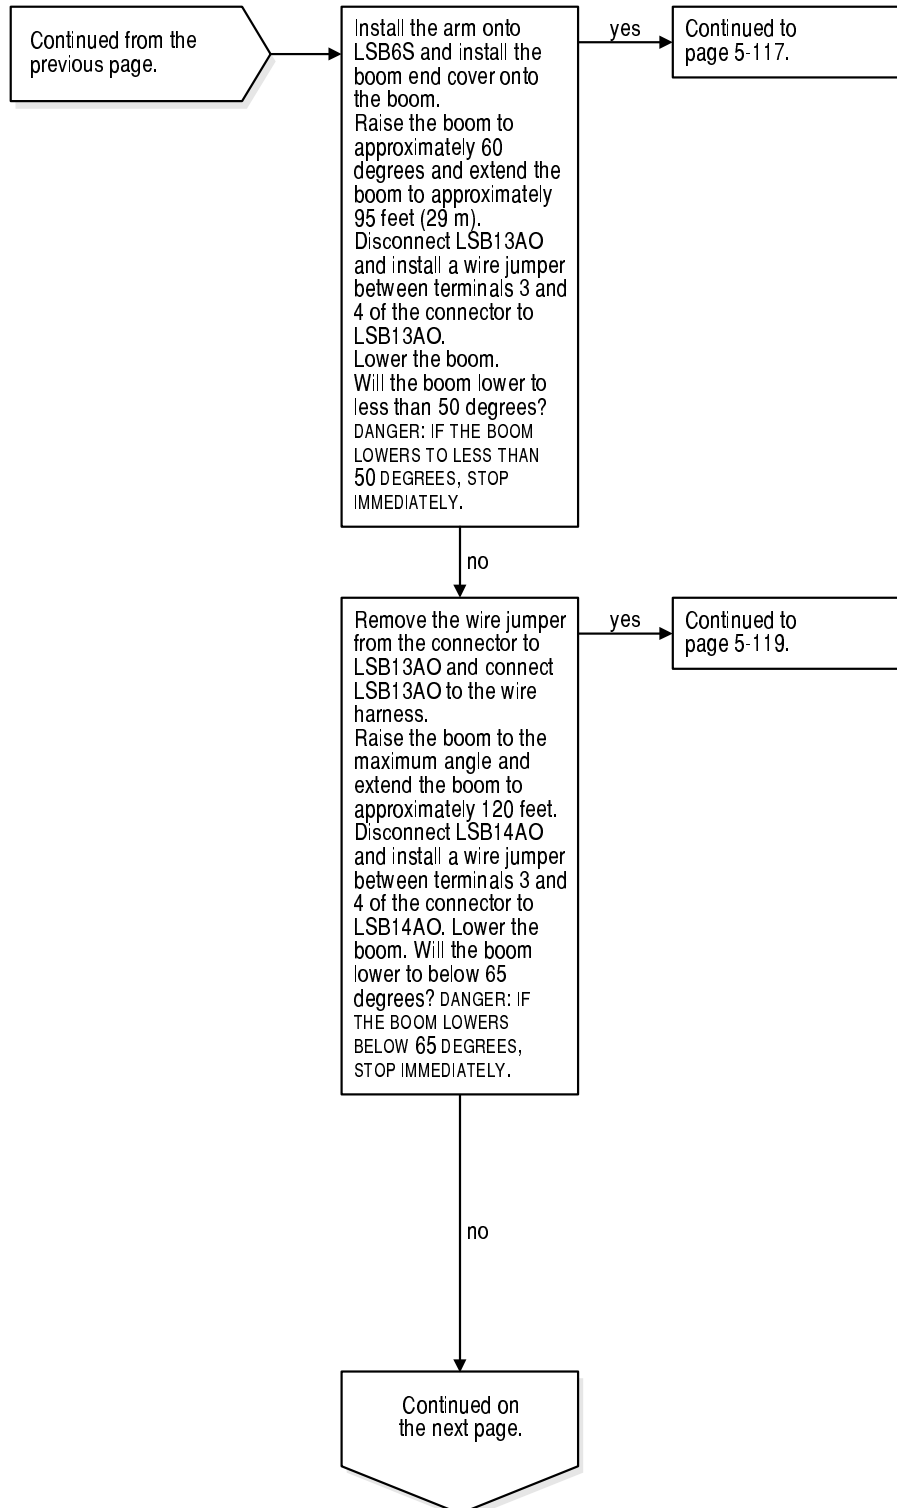 Continued from the
previous page.
Install the arm onto
LSB6S and install the
boom end cover onto
the boom.
Raise the boom to
approximately 60
degrees and extend the
boom to approximately
95 feet (29 m).
Disconnect LSB13AO
and install a wire jumper
between terminals 3 and
4 of the connector to
LSB13AO.
Lower the boom.
Will the boom lower to
less than 50 degrees?
DANGER: IF THE BOOM
LOWERS TO LESS THAN
50 DEGREES, STOP
IMMEDIATELY.
yes
Continued to
page 5-117.
no
Remove the wire jumper
from the connector to
LSB13AO and connect
LSB13AO to the wire
harness.
Raise the boom to the
maximum angle and
extend the boom to
approximately 120 feet.
Disconnect LSB14AO
and install a wire jumper
between terminals 3 and
4 of the connector to
LSB14AO. Lower the
boom. Will the boom
lower to below 65
degrees? DANGER: IF
THE BOOM LOWERS
BELOW 65 DEGREES,
STOP IMMEDIATELY.
yes
Continued to
page 5-119.
no
Continued on
the next page.